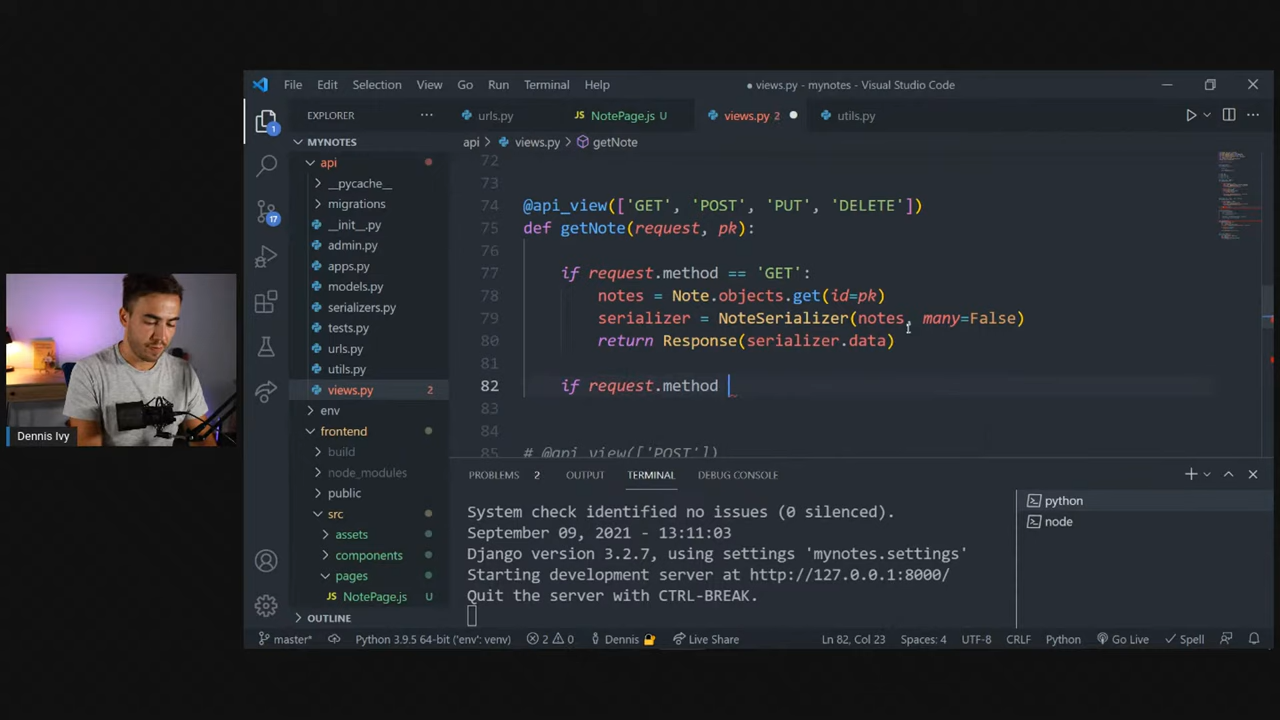 File Edit Selection View Go Run Terminal Help
● views.py - mynotes - Visual Studio Code
EXPLORER
urls.py
NotePage.js U
views.py 2
utils.py
MYNOTES
api > views.py > getNote
api
__pycache__
migrations
__init__.py
admin.py
apps.py
models.py
serializers.py
tests.py
urls.py
utils.py
views.py 2
env
frontend
build
node_modules
public
src
assets
components
pages
NotePage.js U
OUTLINE
1
17
72
73
74 @api_view(['GET', 'POST', 'PUT', 'DELETE'])
75 def getNote(request, pk):
76
77 if request.method == 'GET':
78 notes = Note.objects.get(id=pk)
79 serializer = NoteSerializer(notes, many=False)
80 return Response(serializer.data)
81
82 if request.method
83
84
85 # @api_view(['POST'])
PROBLEMS 2 OUTPUT TERMINAL DEBUG CONSOLE
System check identified no issues (0 silenced).
September 09, 2021 - 13:11:03
Django version 3.2.7, using settings 'mynotes.settings'
Starting development server at http://127.0.0.1:8000/
Quit the server with CTRL-BREAK.
python
node
Dennis Ivy
master* Python 3.9.5 64-bit ('env': venv) 2 0 Dennis Live Share Ln 82, Col 23 Spaces: 4 UTF-8 CRLF Python Go Live Spell